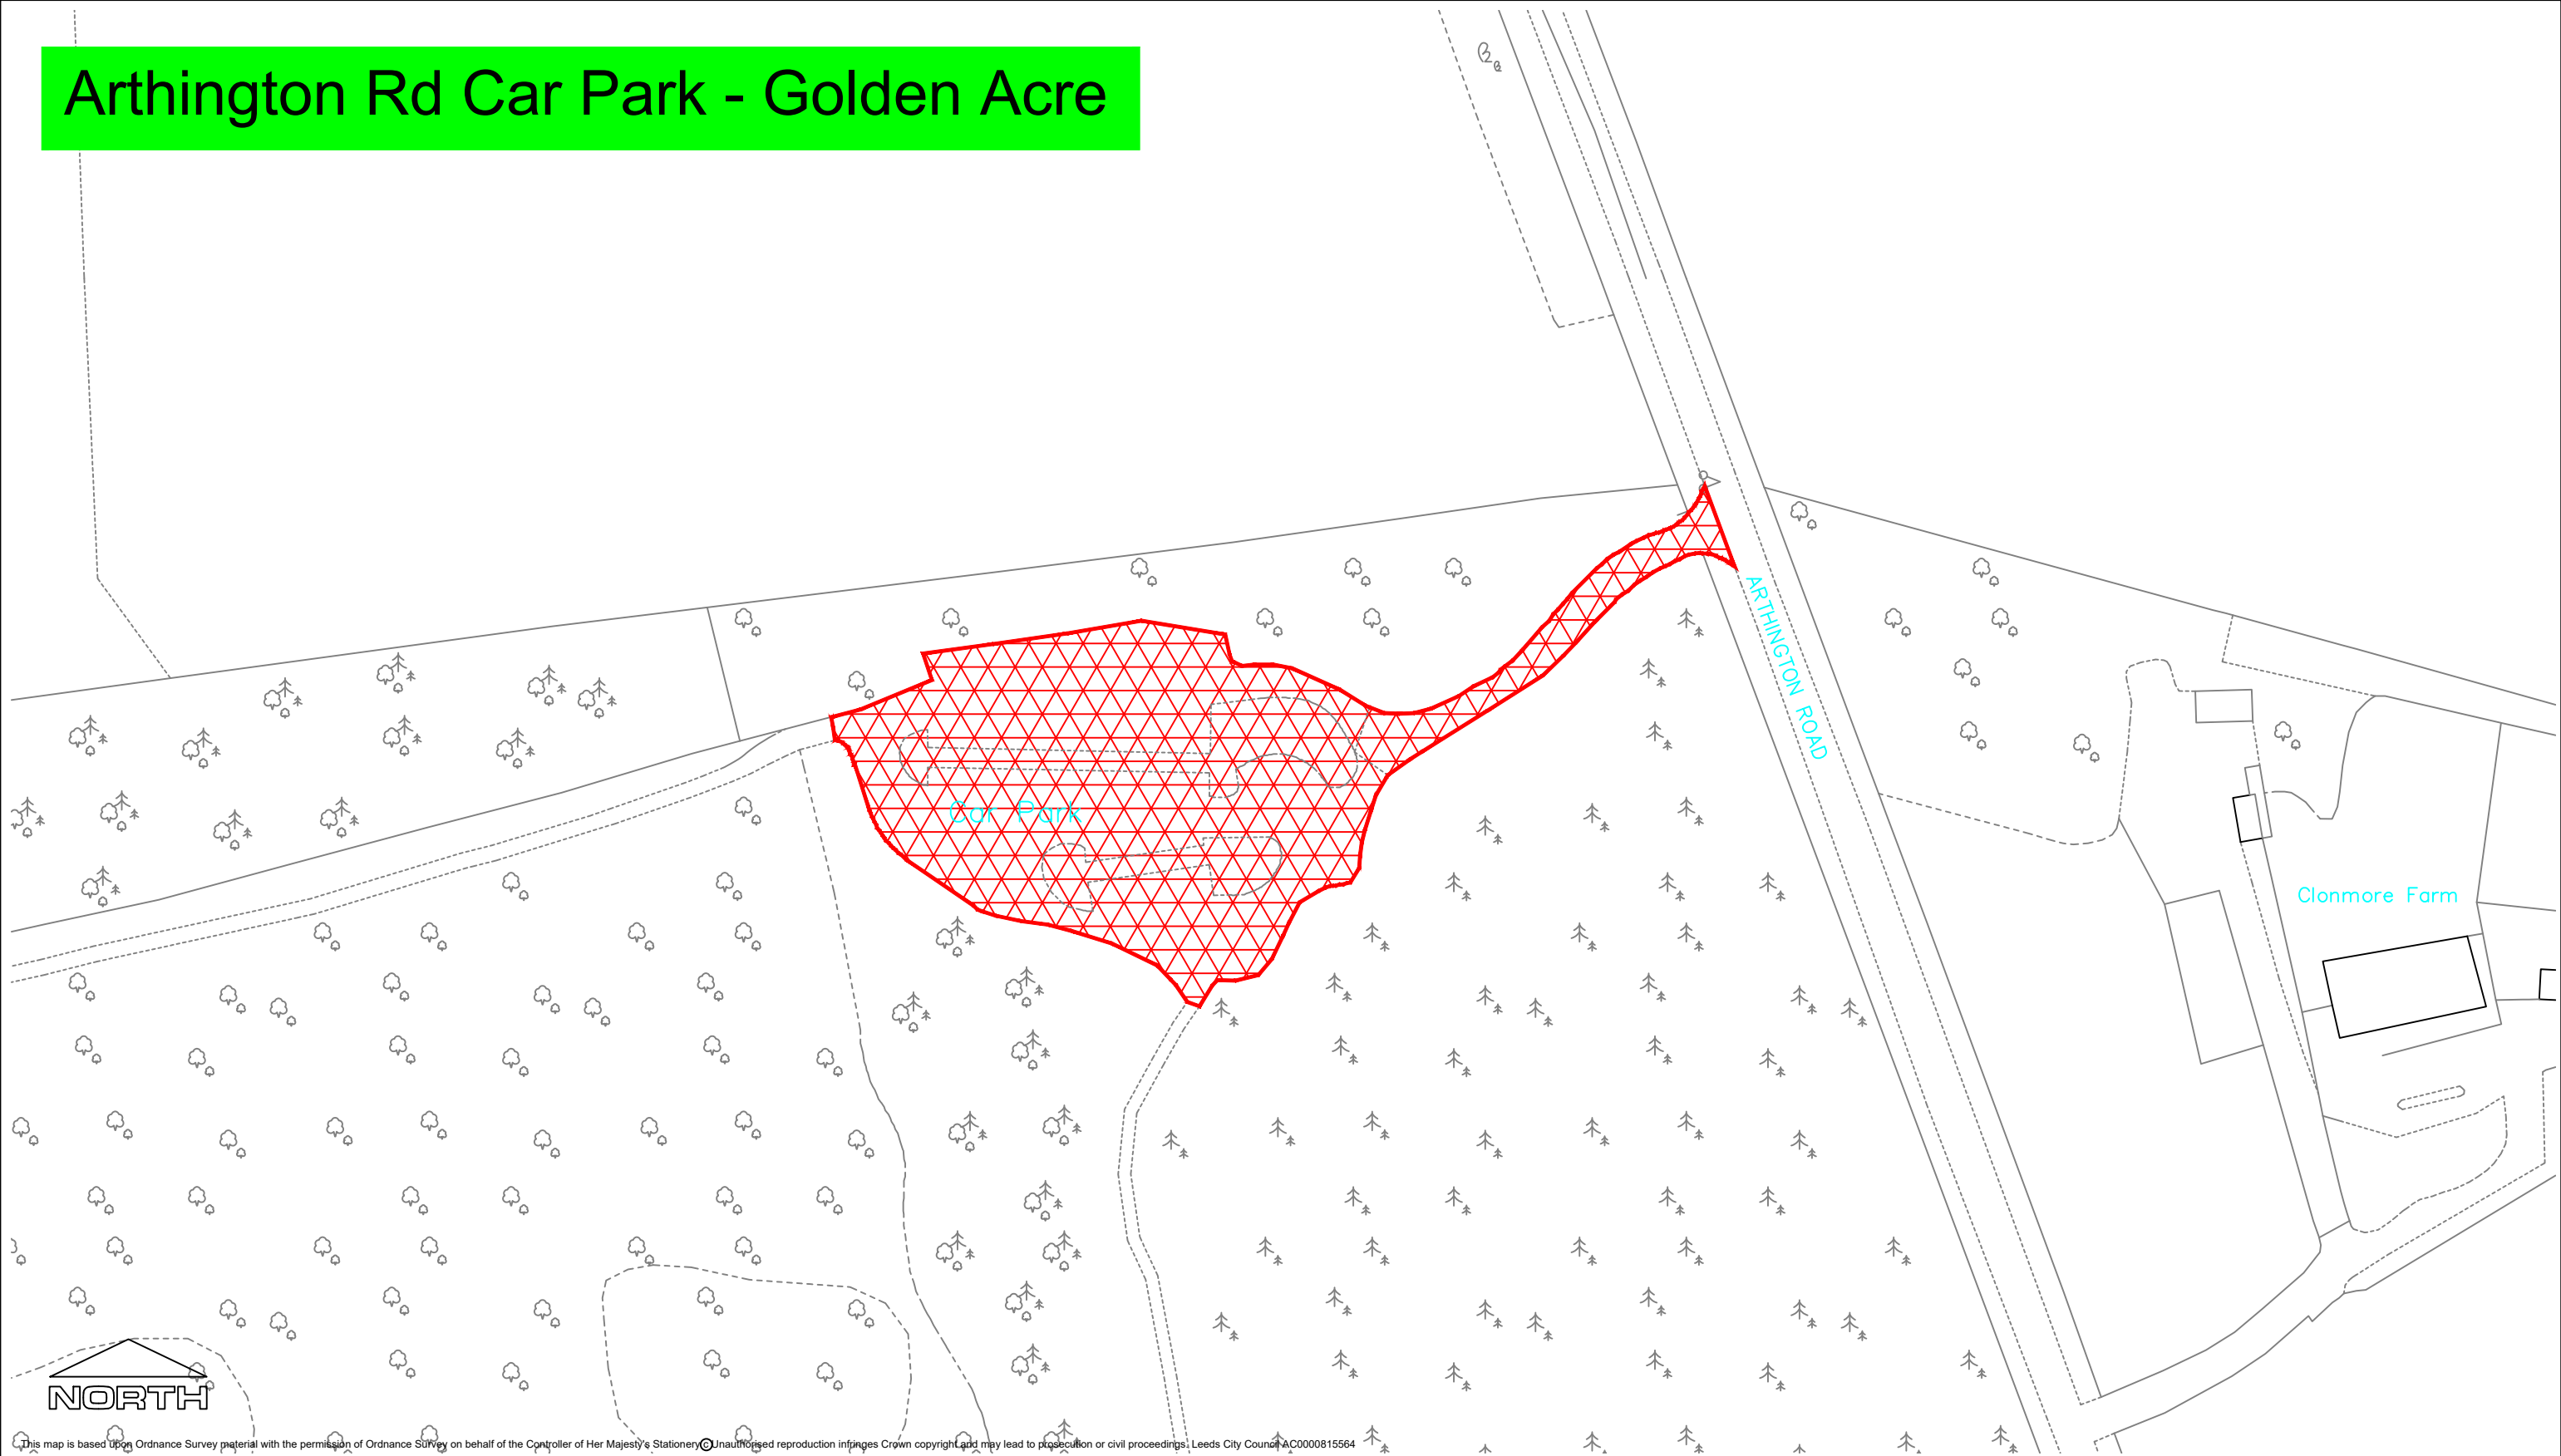 Arthington Rd Car Park - Golden Acre
ARTHINGTON ROAD
Car Park
Clonmore Farm
NORTH
This map is based upon Ordnance Survey material with the permission of Ordnance Survey on behalf of the Controller of Her Majesty's Stationery © Unauthorised reproduction infringes Crown copyright and may lead to prosecution or civil proceedings. Leeds City Council AC0000815564